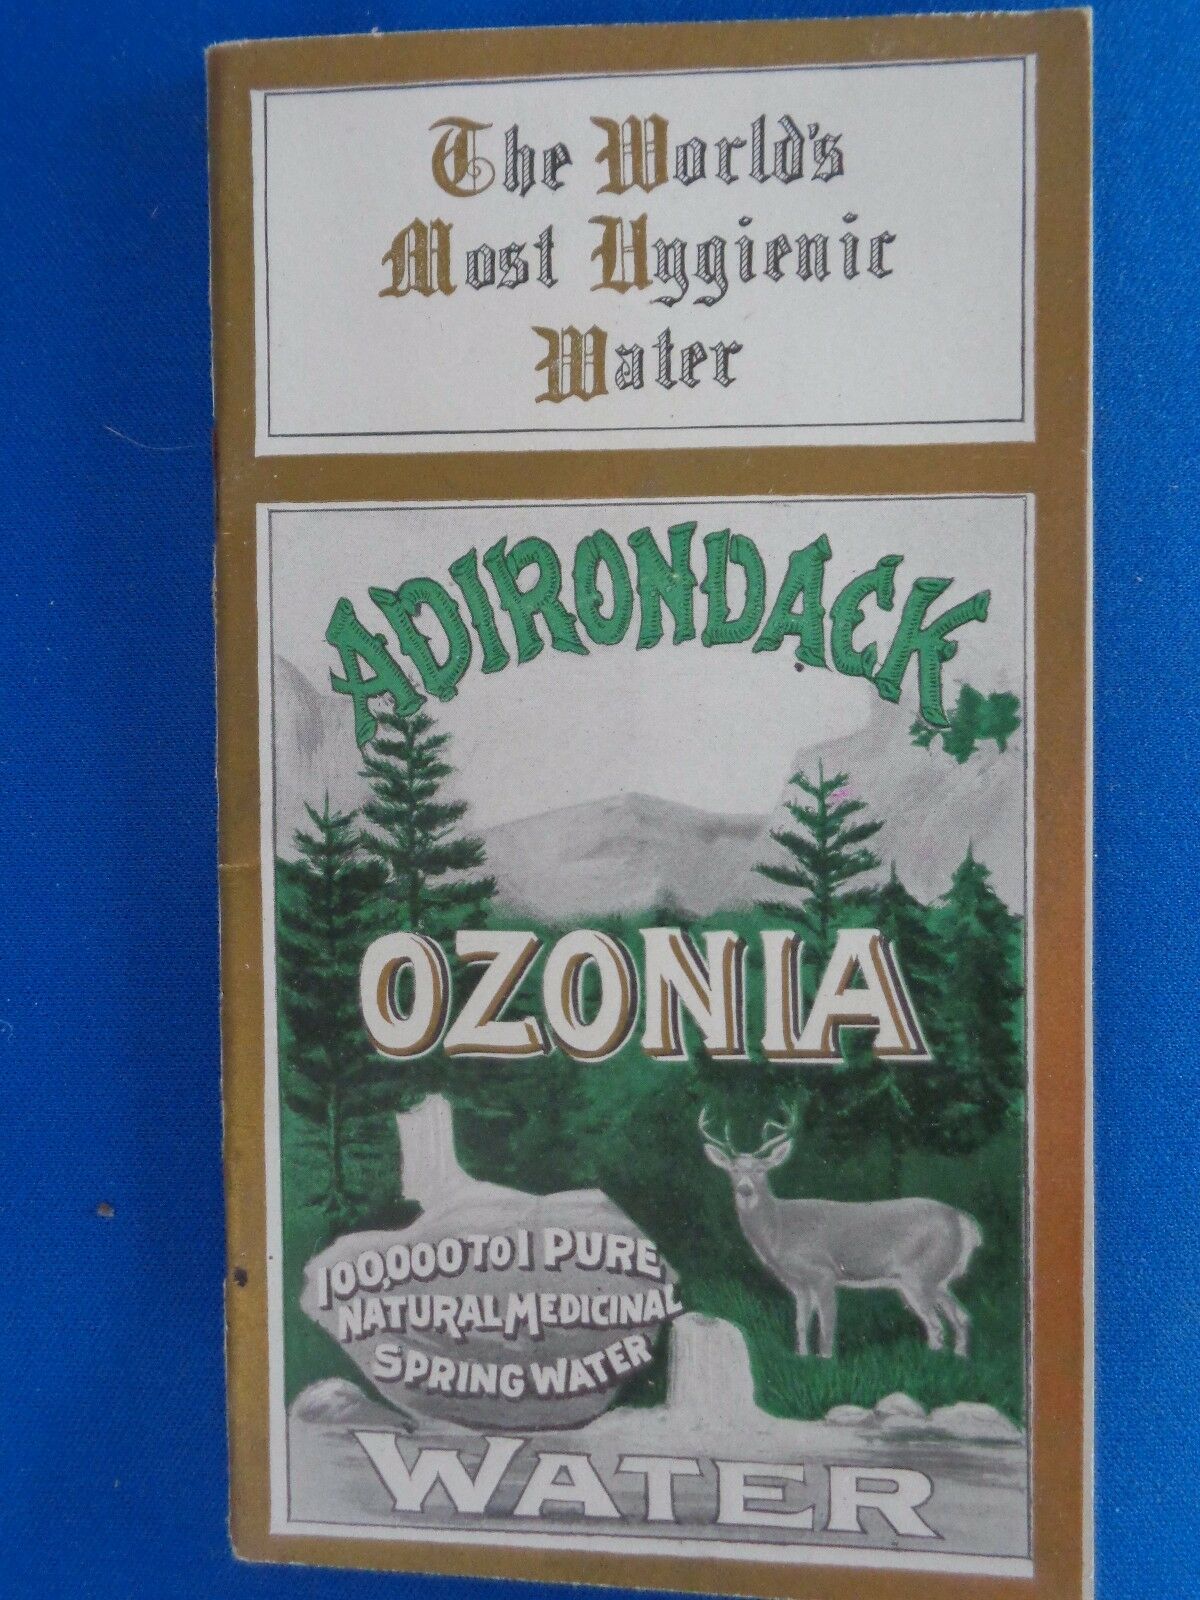 The World's
Most Hygienic
Water
ADIRONDACK
OZONIA
100,000 TO 1 PURE
NATURAL MEDICINAL
SPRING WATER
WATER